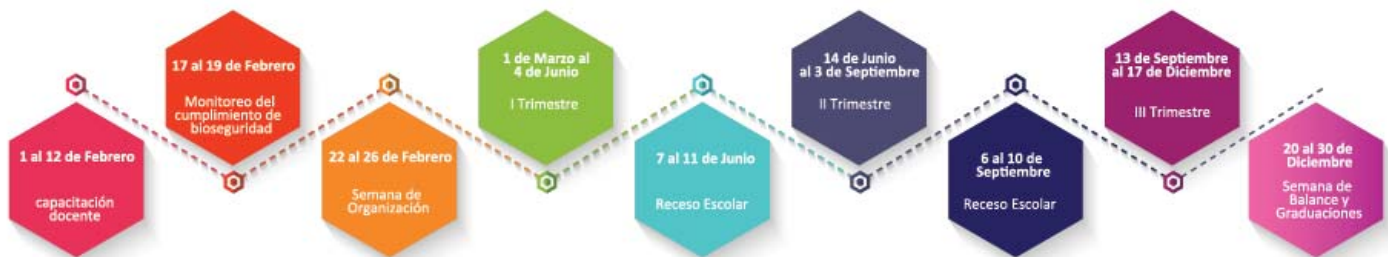 1 al 12 de Febrero
capacitación
docente
17 al 19 de Febrero
Monitoreo del
cumplimiento de
bioseguridad
22 al 26 de Febrero
Semana de
Organización
1 de Marzo al
4 de Junio
I Trimestre
7 al 11 de Junio
Receso Escolar
14 de Junio
al 3 de Septiembre
II Trimestre
6 al 10 de
Septiembre
Receso Escolar
13 de Septiembre
al 17 de Diciembre
III Trimestre
20 al 30 de
Diciembre
Semana de
Balance y
Graduaciones